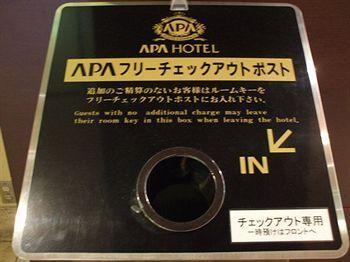 APA HOTEL
APAフリーチェックアウトポスト
追加のご精算のないお客様はルームキーを
フリーチェックアウトポストにお入れ下さい。
Guests with no additional charge may leave
their room key in this box when leaving the hotel.
IN
チェックアウト専用
一時預けはフロントへ